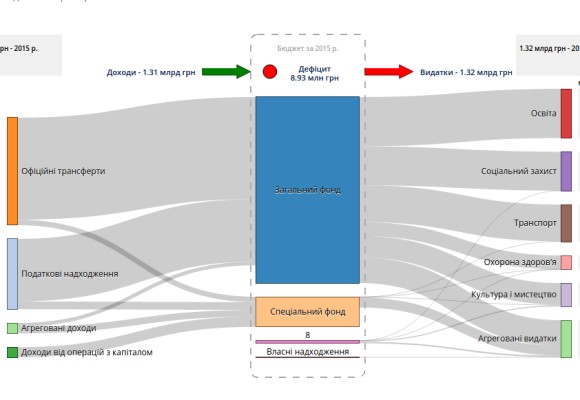 рн - 2015 р.
Бюджет за 2015 р.
1.32 млрд грн - 20
Доходи - 1.31 млрд грн
Дефіцит
8.93 млн грн
Видатки - 1.32 млрд грн
Освіта
Офіційні трансферти
Соціальний захист
Загальний фонд
Транспорт
Податкові надходження
Охорона здоров'я
Культура і мистецтво
Спеціальний фонд
Агреговані доходи
8
Агреговані видатки
Доходи від операцій з капіталом
Власні надходження